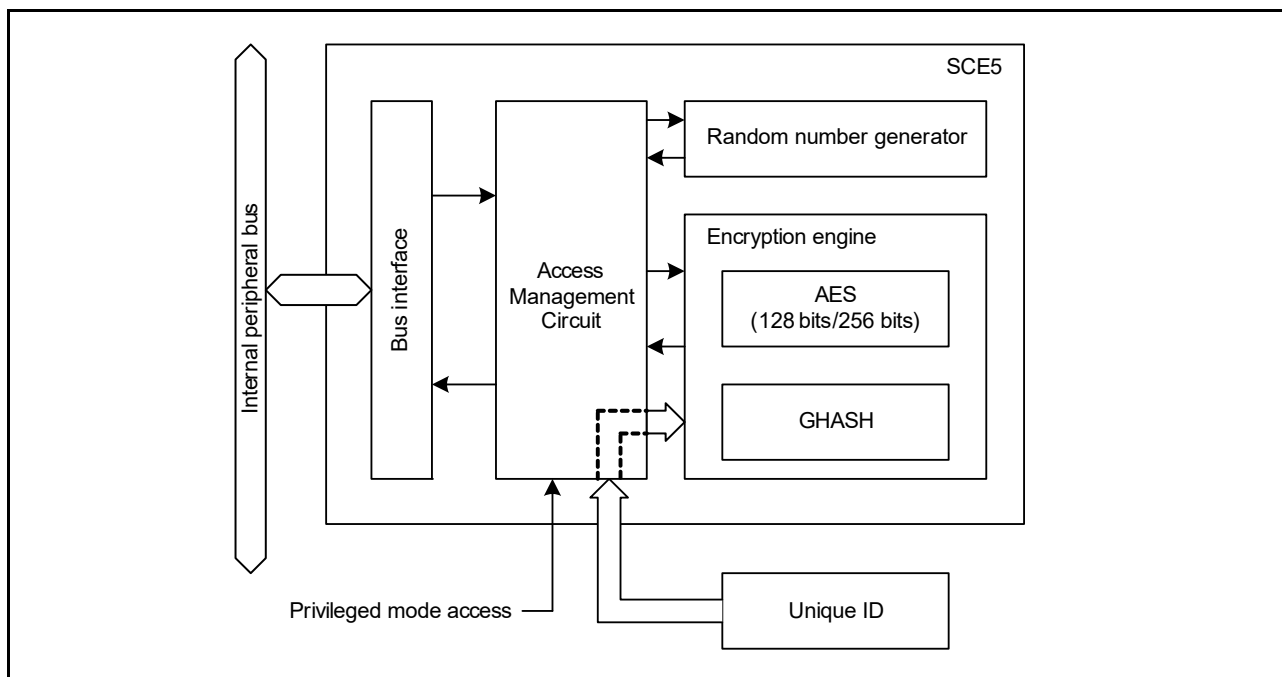 SCE5
Internal peripheral bus
Bus interface
Access
Management
Circuit
Random number generator
Encryption engine
AES
(128 bits/256 bits)
GHASH
Privileged mode access
Unique ID